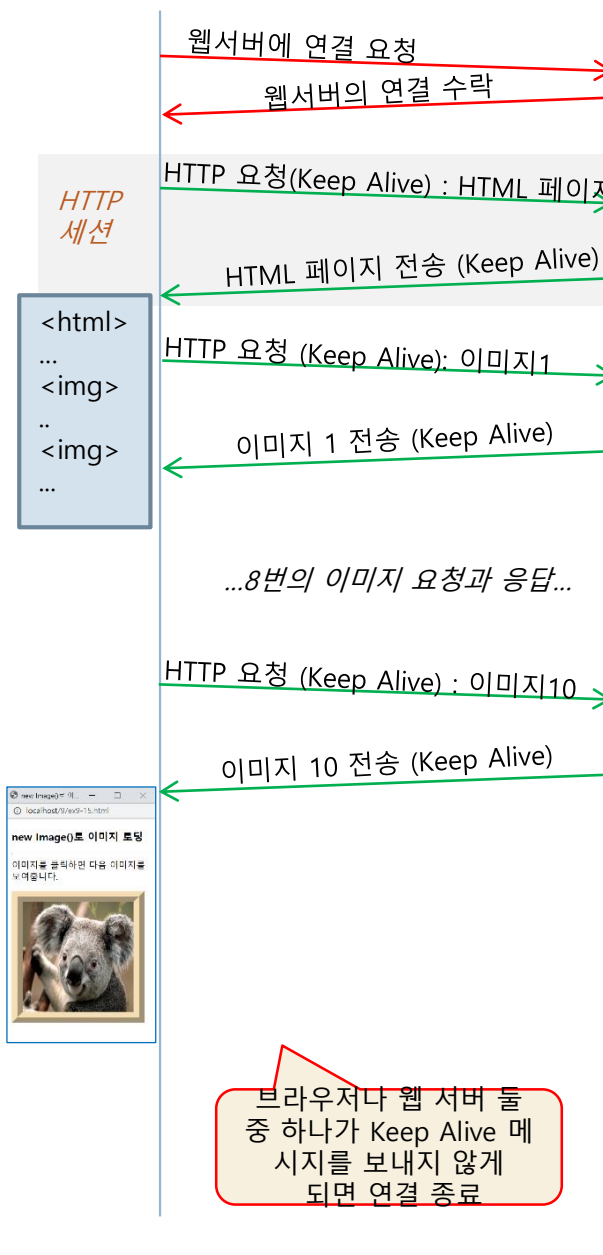 웹서버에 연결 요청
웹서버의 연결 수락
HTTP 요청(Keep Alive) : HTML 페이지
HTTP
세션
HTML 페이지 전송 (Keep Alive)
<html>
...
<img>
..
<img>
...
HTTP 요청 (Keep Alive): 이미지1
이미지 1 전송 (Keep Alive)
...8번의 이미지 요청과 응답...
HTTP 요청 (Keep Alive) : 이미지10
이미지 10 전송 (Keep Alive)
new Image()로 이...
localhost/9/ex9-15.html
new Image()로 이미지 로딩
이미지를 클릭하면 다음 이미지를
보여줍니다.
브라우저나 웹 서버 둘
중 하나가 Keep Alive 메
시지를 보내지 않게
되면 연결 종료